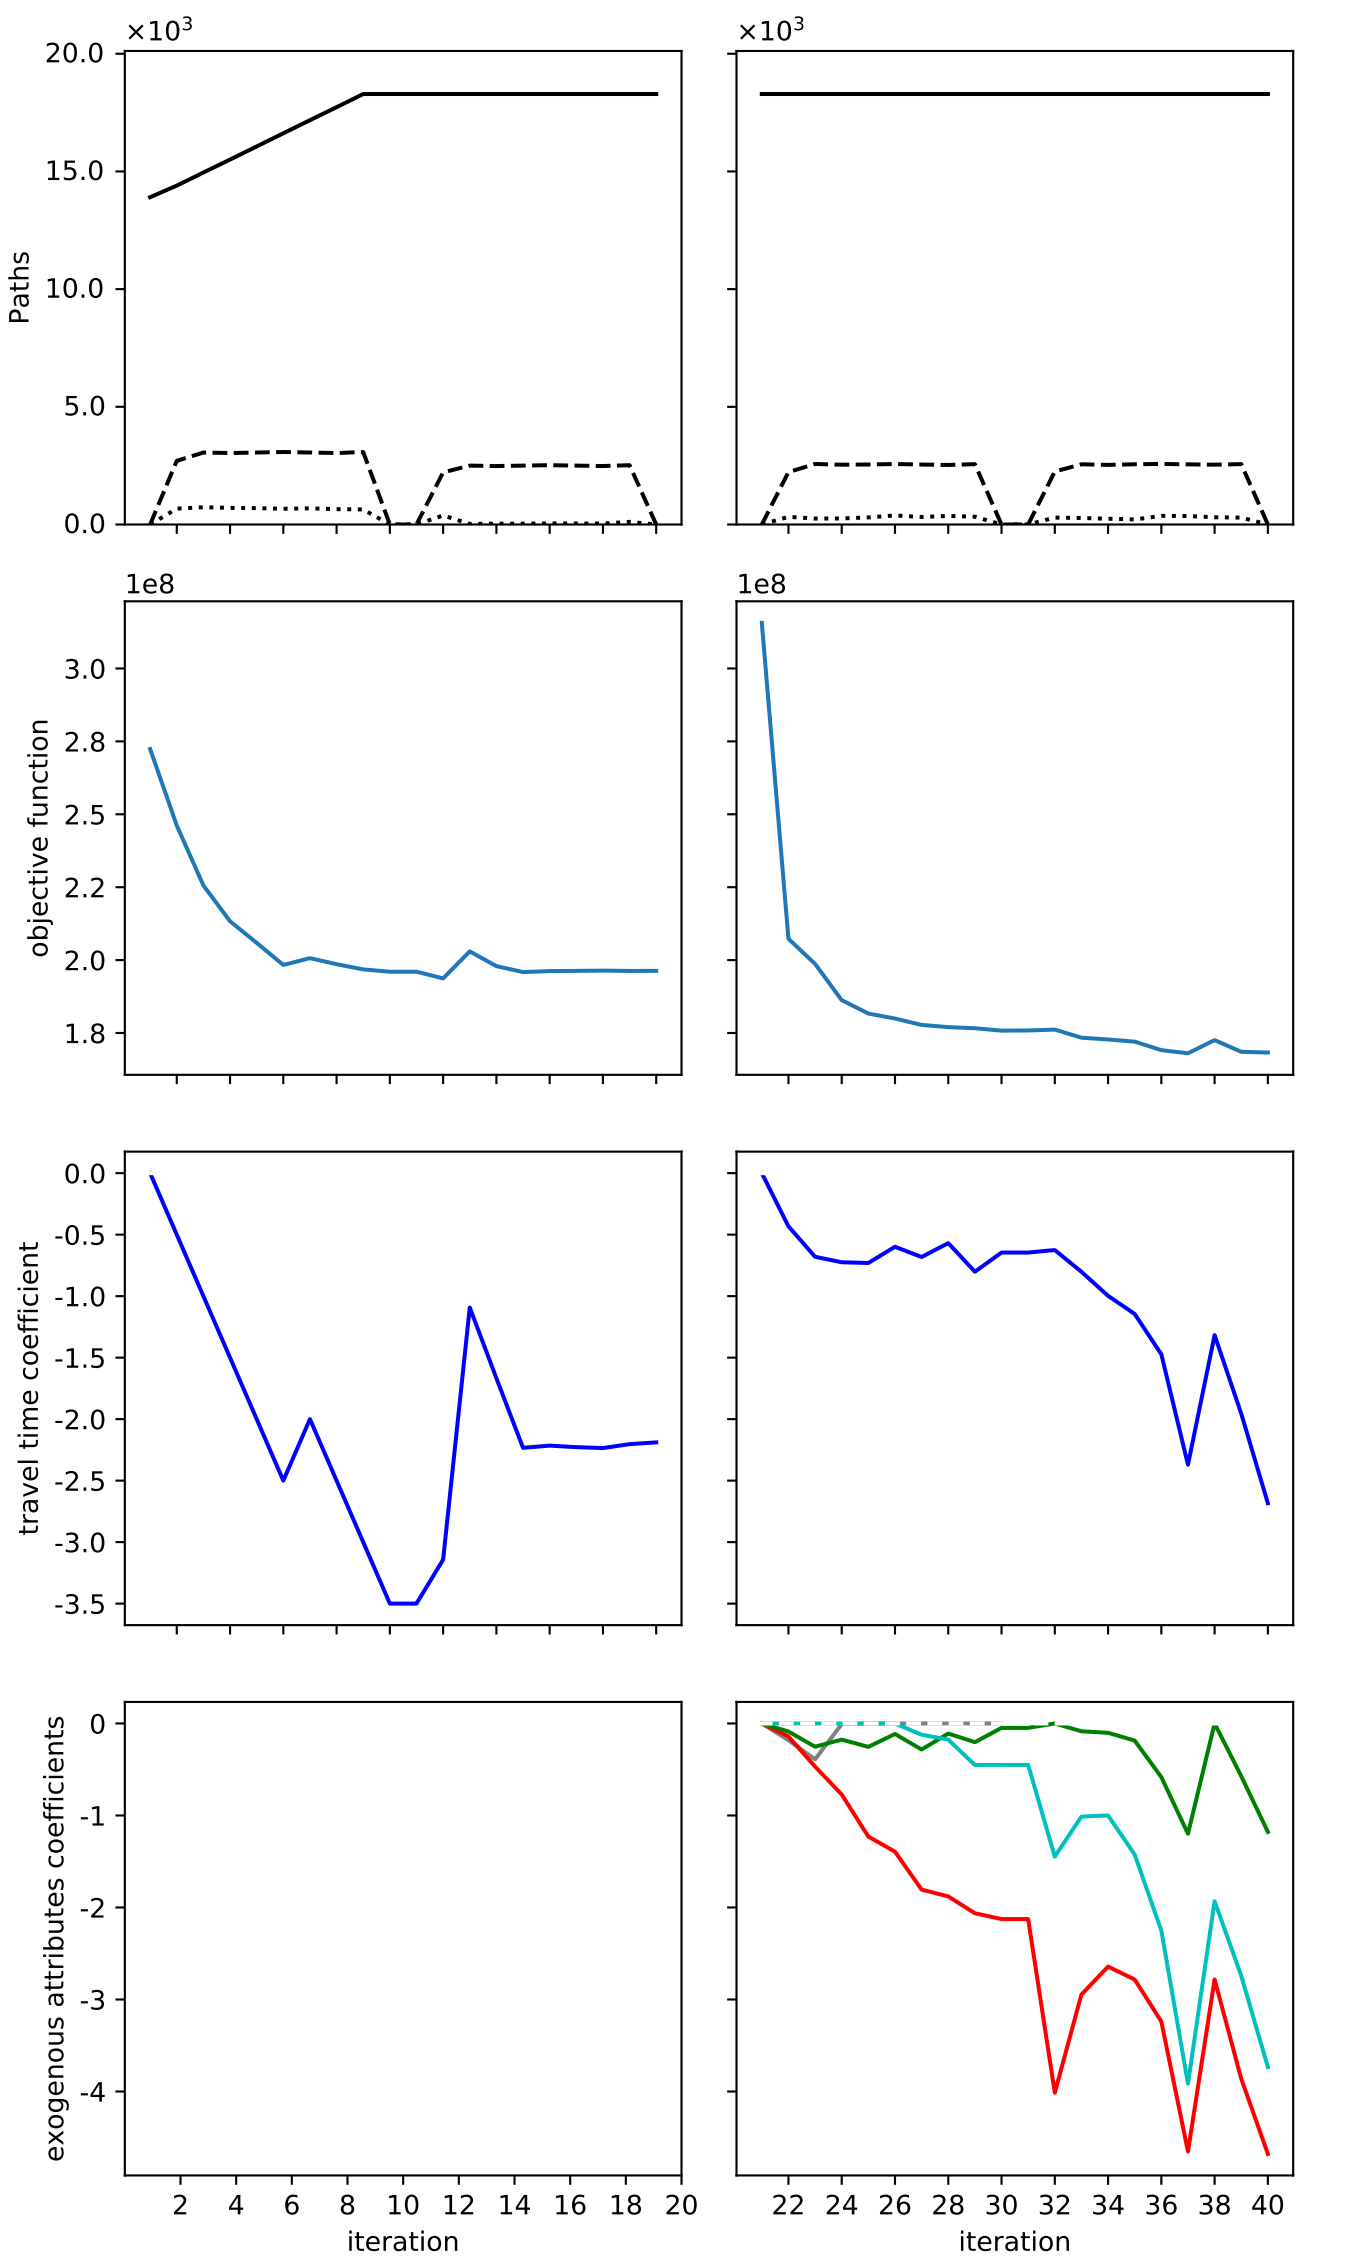 ×10³
×10³
20.0
15.0
10.0
5.0
0.0
Paths
1e8
1e8
3.0
2.8
2.5
2.2
2.0
1.8
objective function
0.0
-0.5
-1.0
-1.5
-2.0
-2.5
-3.0
-3.5
travel time coefficient
0
-1
-2
-3
-4
exogenous attributes coefficients
2 4 6 8 10 12 14 16 18 20
22 24 26 28 30 32 34 36 38 40
iteration
iteration